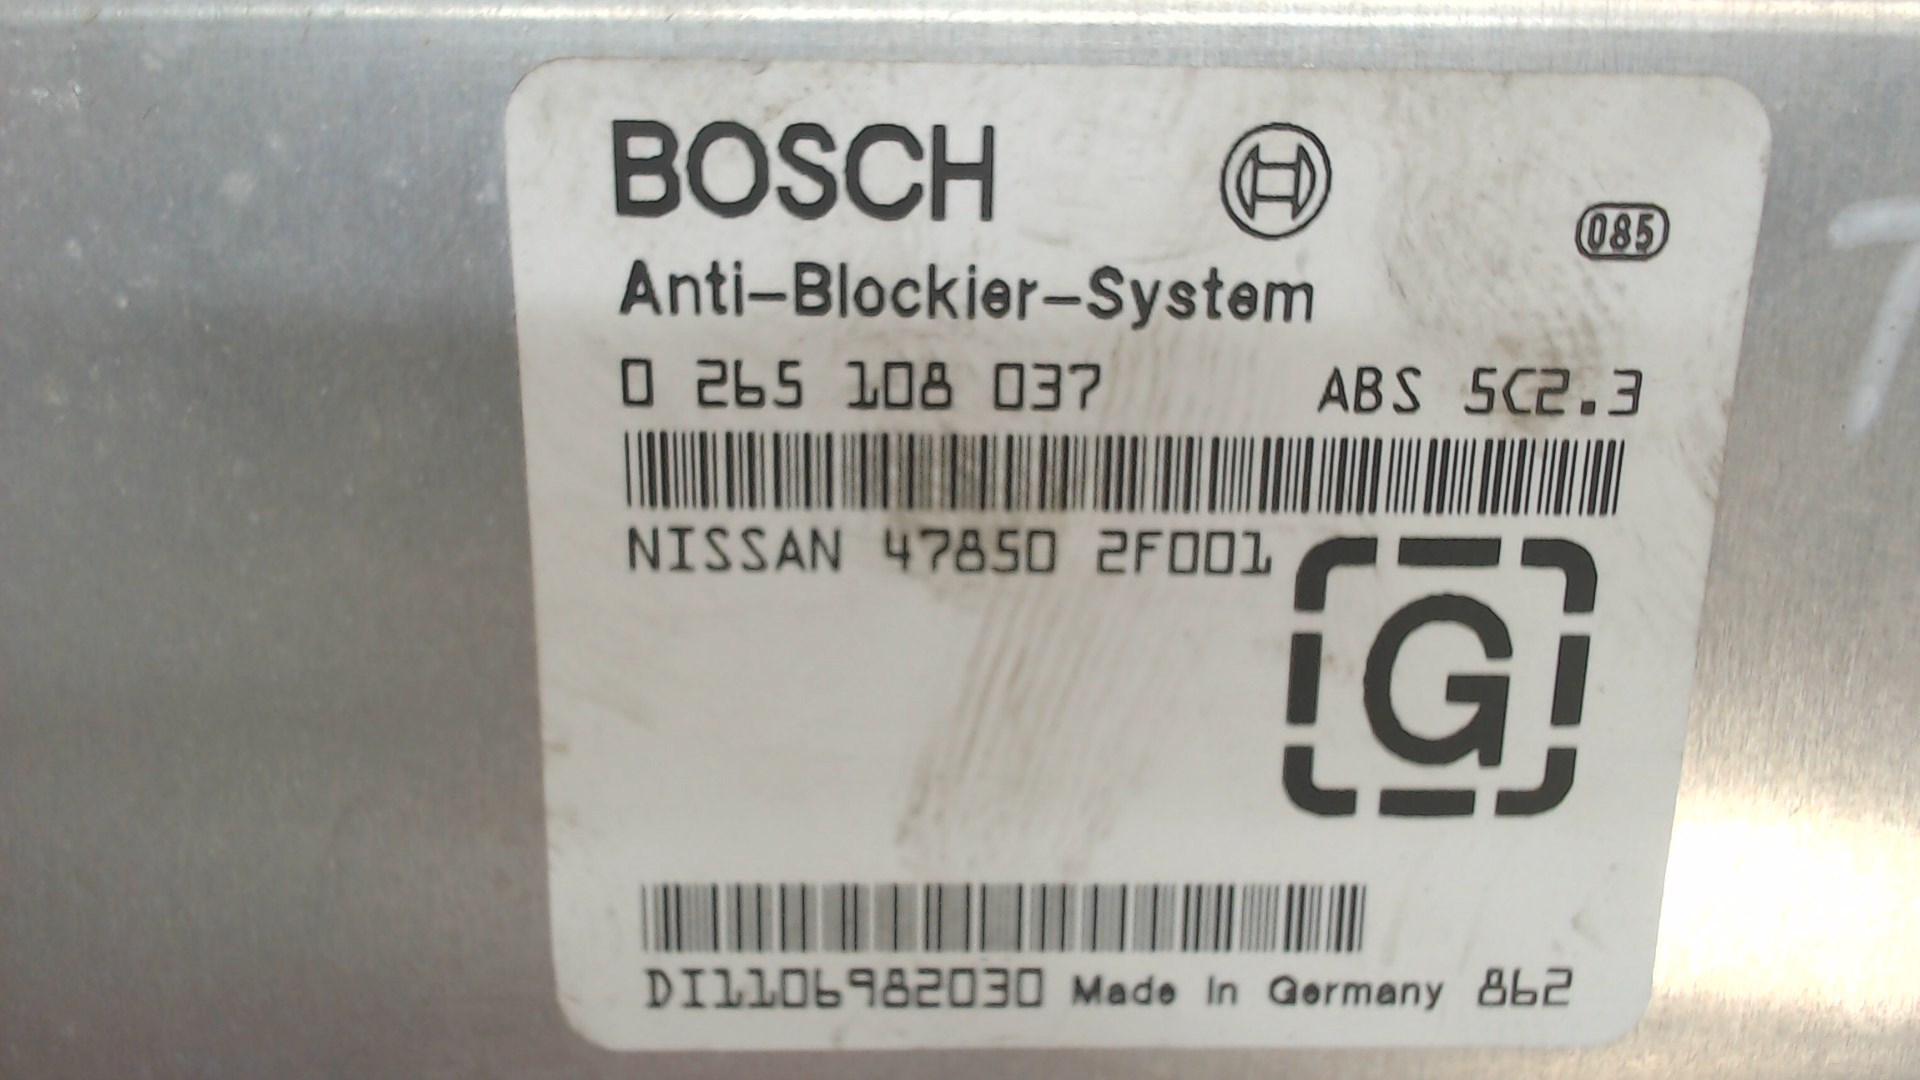 BOSCH
085
Anti-Blockier-System
0 265 108 037 ABS SC2.3
NISSAN 47850 2F001
G
DI1106982030 Made in Germany 862